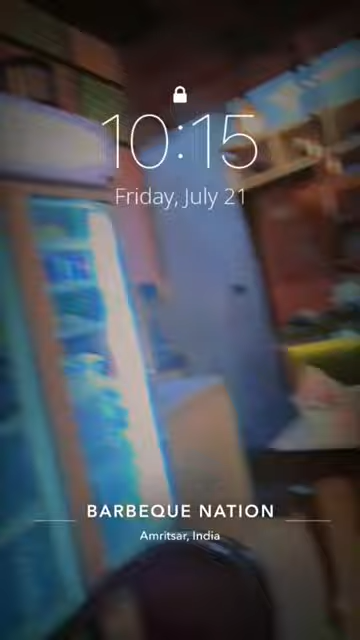 10:15
Friday, July 21
BARBEQUE NATION
Amritsar, India